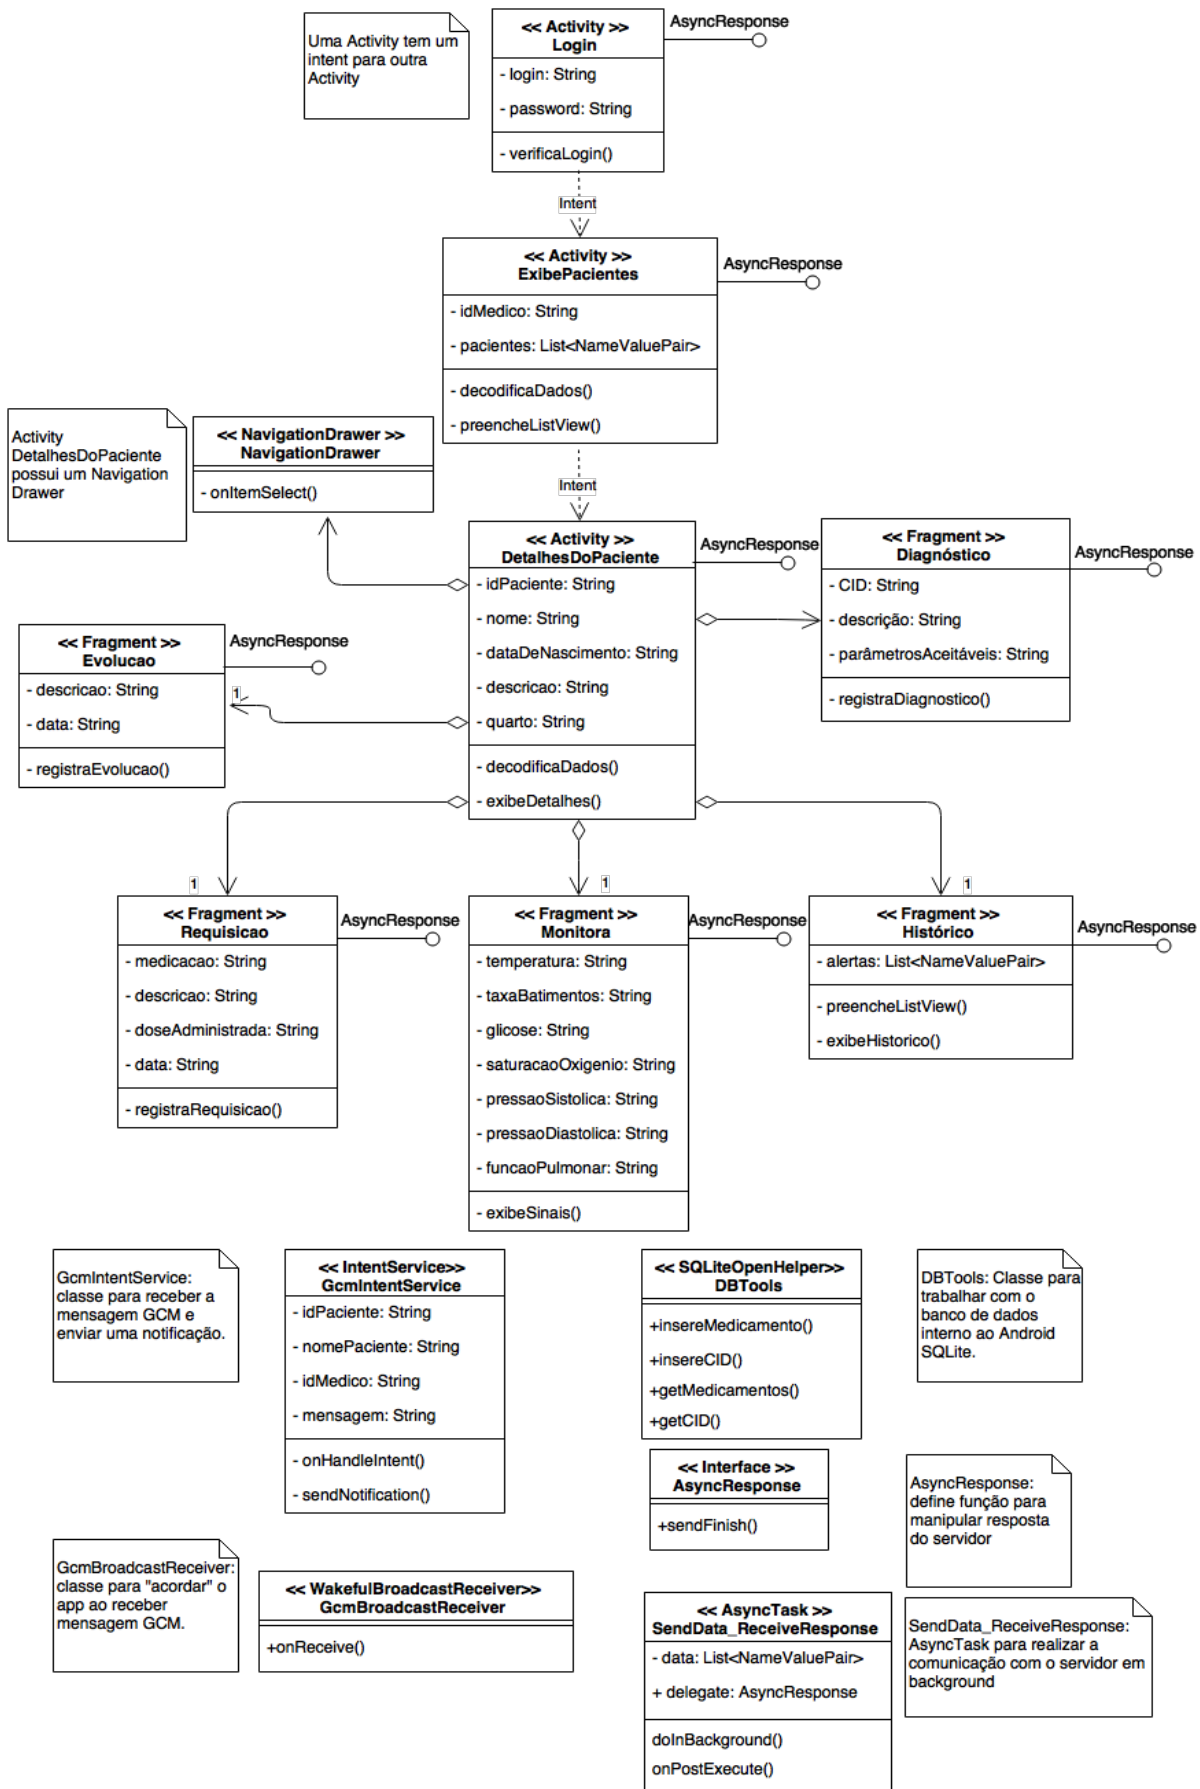 Uma Activity tem um
intent para outra
Activity
<< Activity >>
Login
- login: String
- password: String
- verificaLogin()
AsyncResponse
Intent
<< Activity >>
ExibePacientes
- idMedico: String
- pacientes: List<NameValuePair>
- decodificaDados()
- preencheListView()
AsyncResponse
Activity
DetalhesDoPaciente
possui um Navigation
Drawer
<< NavigationDrawer >>
NavigationDrawer
- onItemSelect()
Intent
<< Activity >>
DetalhesDoPaciente
- idPaciente: String
- nome: String
- dataDeNascimento: String
- descricao: String
- quarto: String
- decodificaDados()
- exibeDetalhes()
AsyncResponse
<< Fragment >>
Diagnóstico
- CID: String
- descrição: String
- parâmetrosAceitáveis: String
- registraDiagnostico()
AsyncResponse
<< Fragment >>
Evolucao
- descricao: String
- data: String
- registraEvolucao()
AsyncResponse
1
1
<< Fragment >>
Requisicao
- medicacao: String
- descricao: String
- doseAdministrada: String
- data: String
- registraRequisicao()
AsyncResponse
1
<< Fragment >>
Monitora
- temperatura: String
- taxaBatimentos: String
- glicose: String
- saturacaoOxigenio: String
- pressaoSistolica: String
- pressaoDiastolica: String
- funcaoPulmonar: String
- exibeSinais()
AsyncResponse
1
<< Fragment >>
Histórico
- alertas: List<NameValuePair>
- preencheListView()
- exibeHistorico()
AsyncResponse
GcmIntentService:
classe para receber a
mensagem GCM e
enviar uma notificação.
<< IntentService>>
GcmIntentService
- idPaciente: String
- nomePaciente: String
- idMedico: String
- mensagem: String
- onHandleIntent()
- sendNotification()
<< SQLiteOpenHelper>>
DBTools
+insereMedicamento()
+insereCID()
+getMedicamentos()
+getCID()
DBTools: Classe para
trabalhar com o
banco de dados
interno ao Android
SQLite.
<< Interface >>
AsyncResponse
+sendFinish()
AsyncResponse:
define função para
manipular resposta
do servidor
GcmBroadcastReceiver:
classe para "acordar" o
app ao receber
mensagem GCM.
<< WakefulBroadcastReceiver>>
GcmBroadcastReceiver
+onReceive()
<< AsyncTask >>
SendData_ReceiveResponse
- data: List<NameValuePair>
+ delegate: AsyncResponse
doInBackground()
onPostExecute()
SendData_ReceiveResponse:
AsyncTask para realizar a
comunicação com o servidor em
background